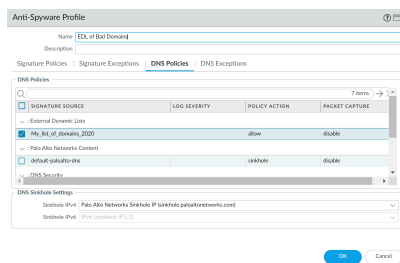 Anti-Spyware Profile
Name EDL of Bad Domains
Description
Signature Policies | Signature Exceptions | DNS Policies | DNS Exceptions
DNS Policies
7 items
SIGNATURE SOURCE LOG SEVERITY POLICY ACTION PACKET CAPTURE
: External Dynamic Lists
My_list_of_domains_2020 allow disable
: Palo Alto Networks Content
default-paloalto-dns sinkhole disable
: DNS Security
DNS Sinkhole Settings
Sinkhole IPv4 Palo Alto Networks Sinkhole IP (sinkhole.paloaltonetworks.com)
Sinkhole IPv6 IPv6 Loopback IP (::1)
OK Cancel